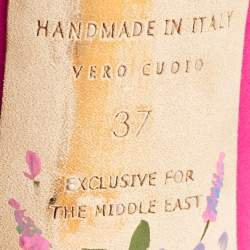 HANDMADE IN ITALY
VERO CUOIO
37
EXCLUSIVE FOR
THE MIDDLE EAST